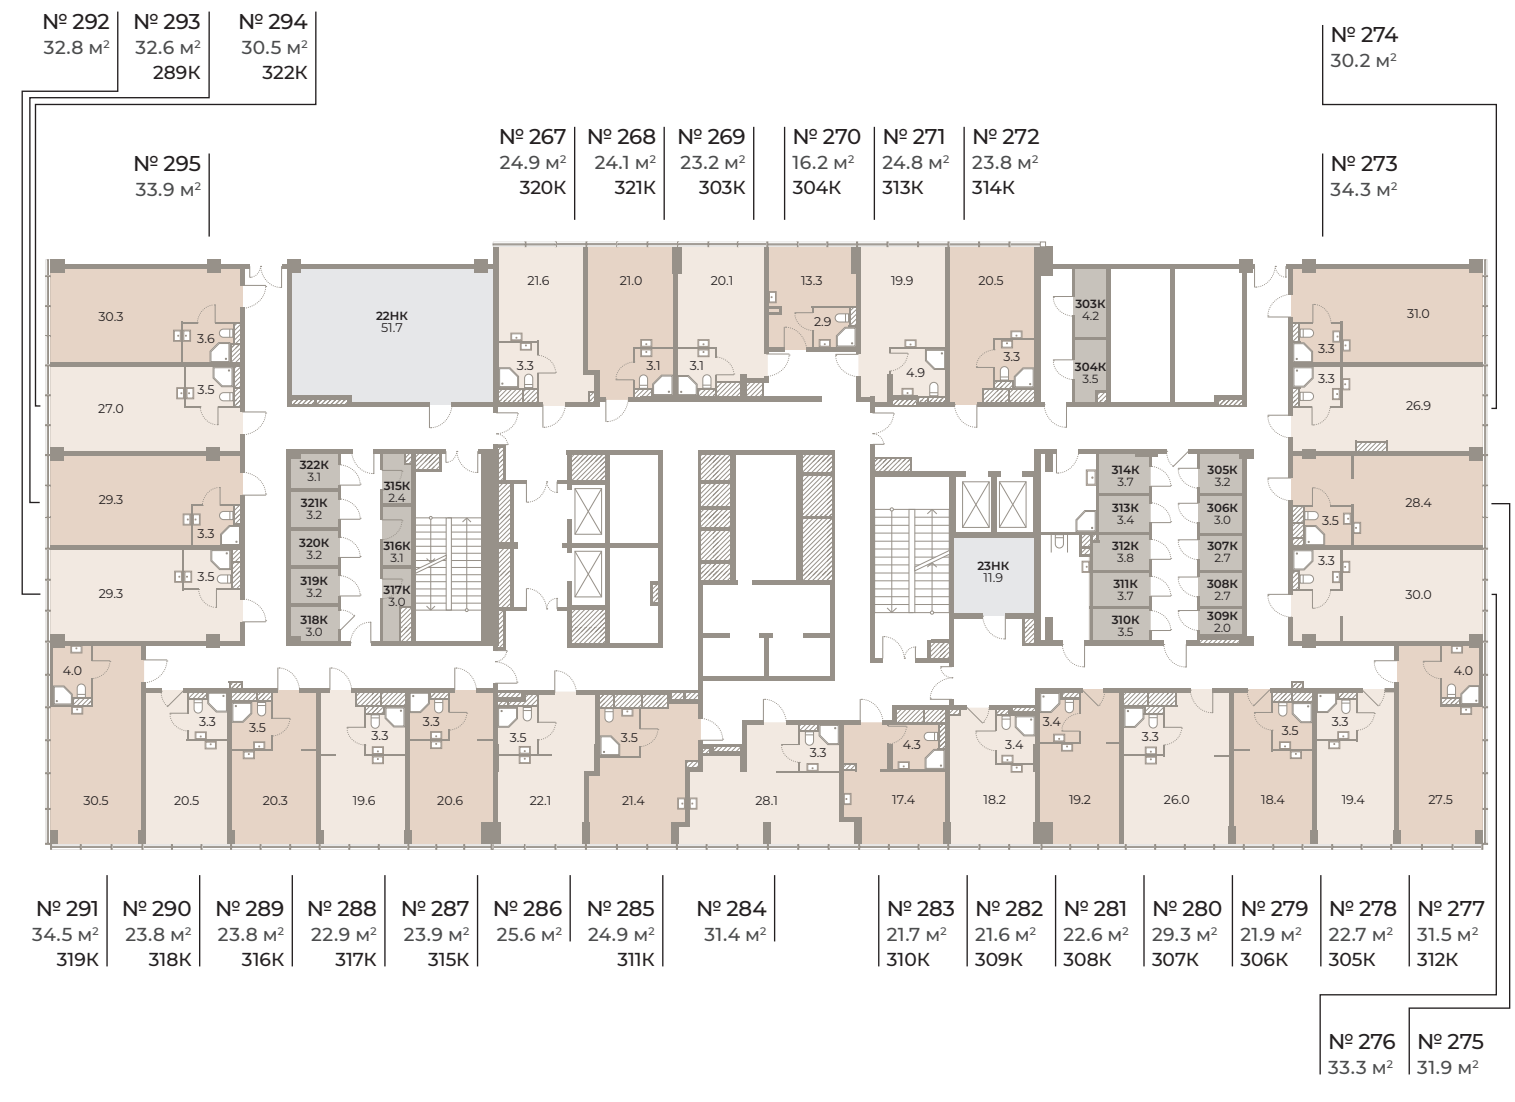 № 292
32.8 м²
№ 293
32.6 м²
289К
№ 294
30.5 м²
322К
№ 274
30.2 м²
№ 295
33.9 м²
№ 267
24.9 м²
320К
№ 268
24.1 м²
321К
№ 269
23.2 м²
303К
№ 270
16.2 м²
304К
№ 271
24.8 м²
313К
№ 272
23.8 м²
314К
№ 273
34.3 м²
30.3
3.6
22НК
51.7
21.6
3.3
21.0
3.1
20.1
3.1
13.3
2.9
19.9
4.9
20.5
3.3
303К
4.2
304К
3.5
31.0
3.3
27.0
3.5
3.3
26.9
29.3
3.3
322К
3.1
321К
3.2
320К
3.2
319К
3.2
318К
3.0
315К
2.4
316К
3.1
317К
3.0
23НК
11.9
314К
3.7
313К
3.4
312К
3.8
311К
3.7
310К
3.5
305К
3.2
306К
3.0
307К
2.7
308К
2.7
309К
2.0
28.4
3.5
29.3
3.5
3.3
30.0
4.0
30.5
3.3
20.5
3.5
20.3
3.3
19.6
3.3
20.6
3.5
22.1
3.5
21.4
3.3
28.1
4.3
17.4
3.4
18.2
3.4
19.2
3.3
26.0
3.5
18.4
3.3
19.4
4.0
27.5
№ 291
34.5 м²
319К
№ 290
23.8 м²
318К
№ 289
23.8 м²
316К
№ 288
22.9 м²
317К
№ 287
23.9 м²
315К
№ 286
25.6 м²
№ 285
24.9 м²
311К
№ 284
31.4 м²
№ 283
21.7 м²
310К
№ 282
21.6 м²
309К
№ 281
22.6 м²
308К
№ 280
29.3 м²
307К
№ 279
21.9 м²
306К
№ 278
22.7 м²
305К
№ 277
31.5 м²
312К
№ 276
33.3 м²
№ 275
31.9 м²